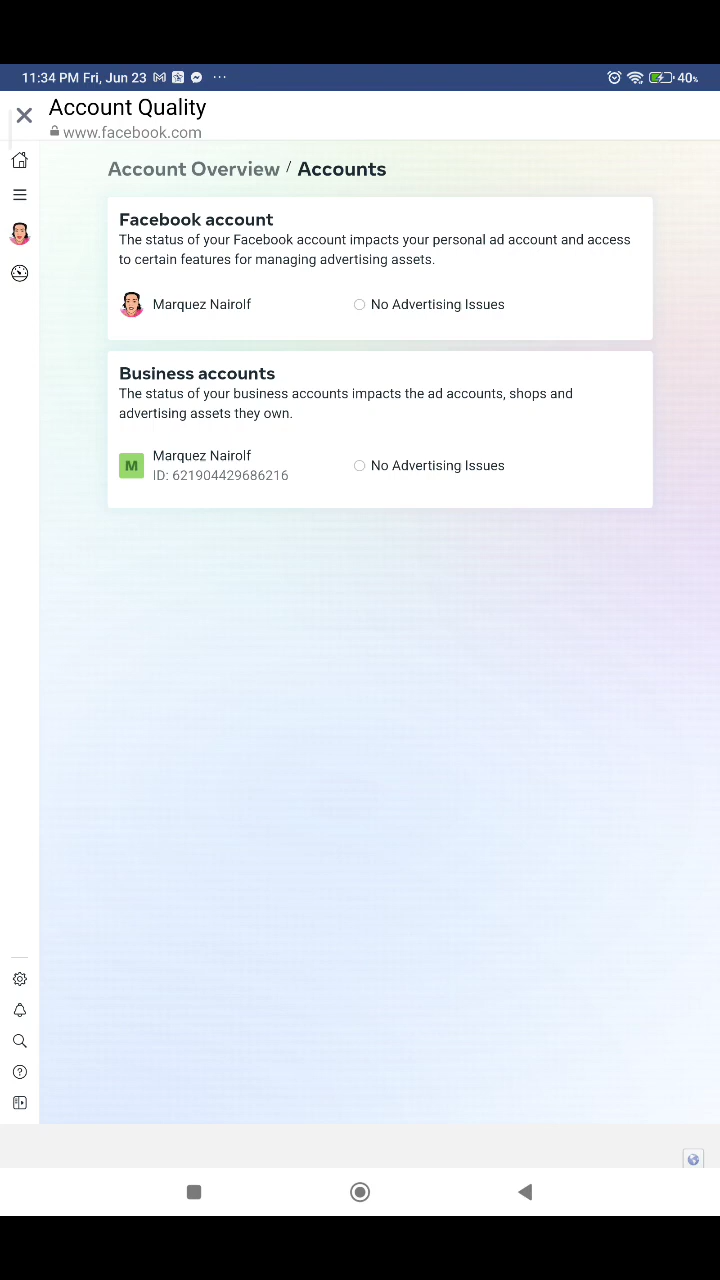 11:34 PM Fri, Jun 23 ... 40%
Account Quality
www.facebook.com
Account Overview / Accounts
Facebook account
The status of your Facebook account impacts your personal ad account and access
to certain features for managing advertising assets.
Marquez Nairolf No Advertising Issues
Business accounts
The status of your business accounts impacts the ad accounts, shops and
advertising assets they own.
M Marquez Nairolf
ID: 621904429686216 No Advertising Issues